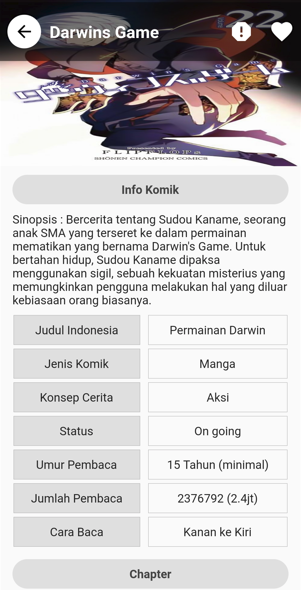 22
Darwins Game
FLIPFLOPs
SHŌNEN CHAMPION COMICS
Info Komik
Sinopsis : Bercerita tentang Sudou Kaname, seorang
anak SMA yang terseret ke dalam permainan
mematikan yang bernama Darwin's Game. Untuk
bertahan hidup, Sudou Kaname dipaksa
menggunakan sigil, sebuah kekuatan misterius yang
memungkinkan pengguna melakukan hal yang diluar
kebiasaan orang biasanya.
Judul Indonesia Permainan Darwin
Jenis Komik Manga
Konsep Cerita Aksi
Status On going
Umur Pembaca 15 Tahun (minimal)
Jumlah Pembaca 2376792 (2.4jt)
Cara Baca Kanan ke Kiri
Chapter